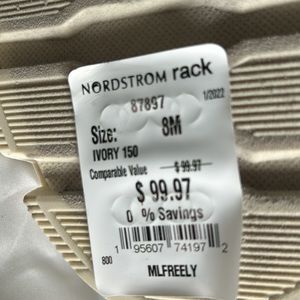 NORDSTROM rack
87897 1/2022
Size: 8M
IVORY 150
Comparable Value $ 99.97
$ 99.97
0 % Savings
1 95607 74197 2
800
MLFREELY